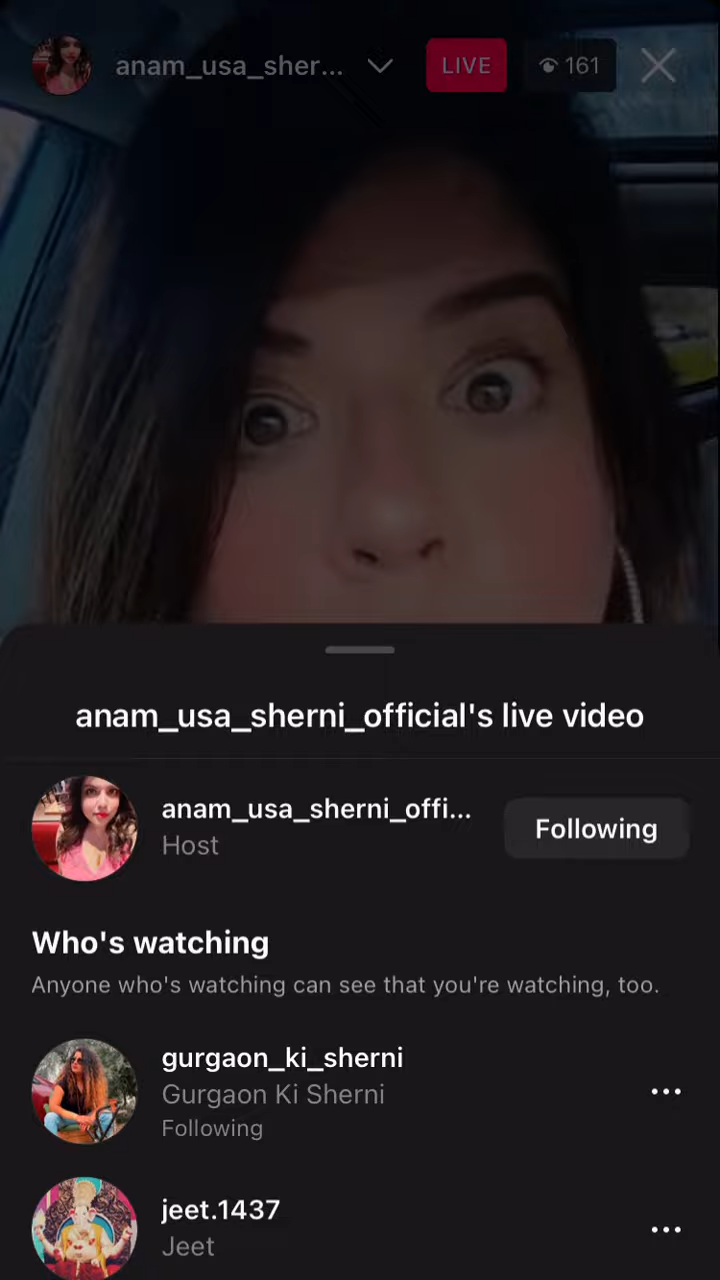 anam_usa_sher...
LIVE
161
anam_usa_sherni_official's live video
anam_usa_sherni_offi...
Host
Following
Who's watching
Anyone who's watching can see that you're watching, too.
gurgaon_ki_sherni
Gurgaon Ki Sherni
Following
jeet.1437
Jeet